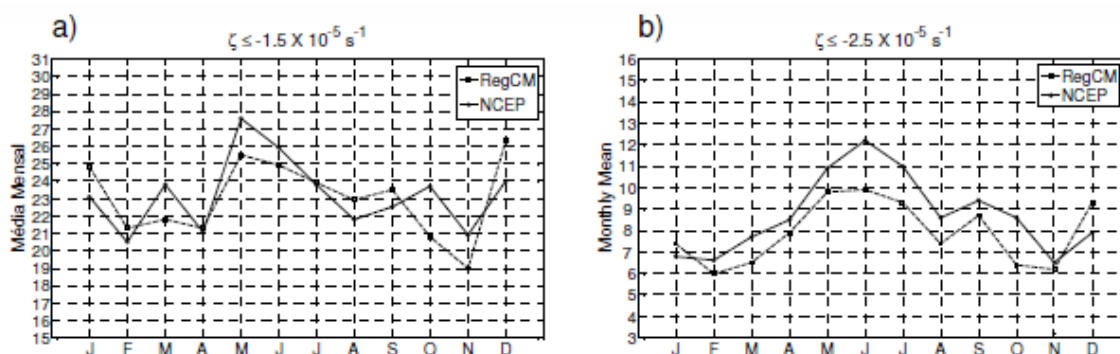 a)
ζ ≤ -1.5 X 10⁻⁵ s⁻¹
Média Mensal
31
30
29
28
27
26
25
24
23
22
21
20
19
18
17
16
15
RegCM
NCEP
J F M A M J J A S O N D
b)
ζ ≤ -2.5 X 10⁻⁵ s⁻¹
Monthly Mean
16
15
14
13
12
11
10
9
8
7
6
5
4
3
RegCM
NCEP
J F M A M J J A S O N D